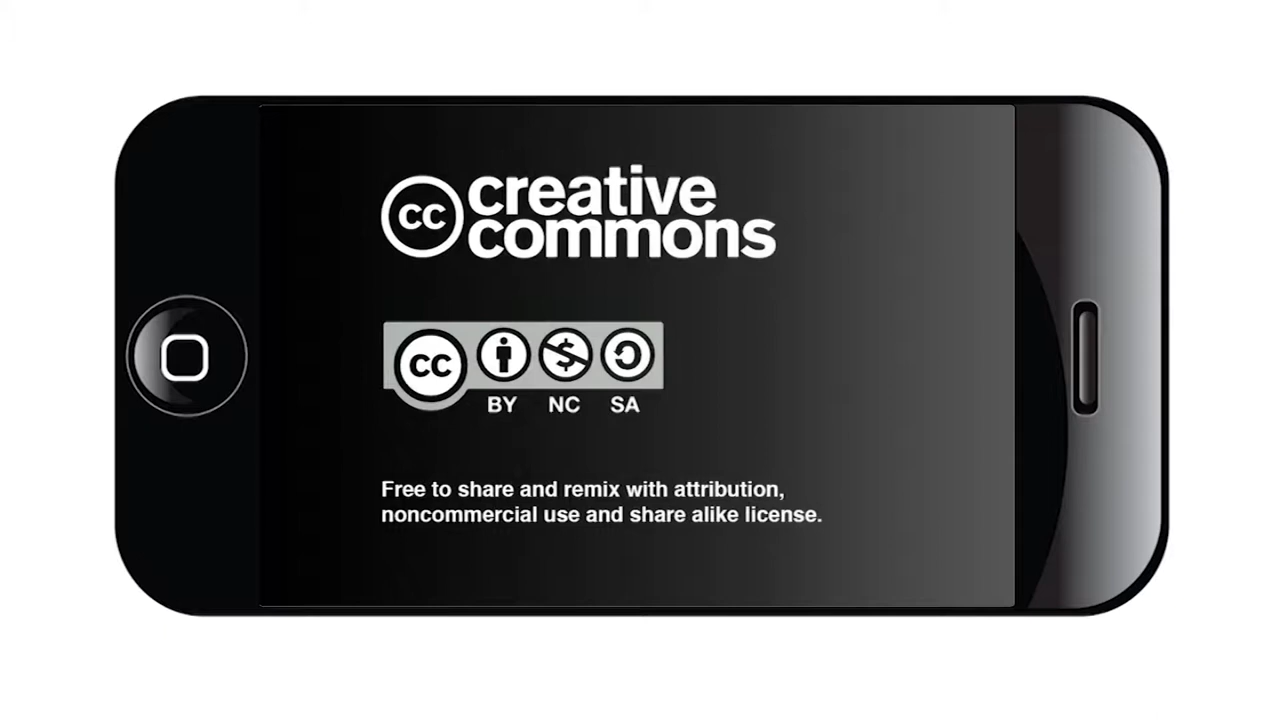 cc creative
commons
cc
BY NC SA
Free to share and remix with attribution,
noncommercial use and share alike license.